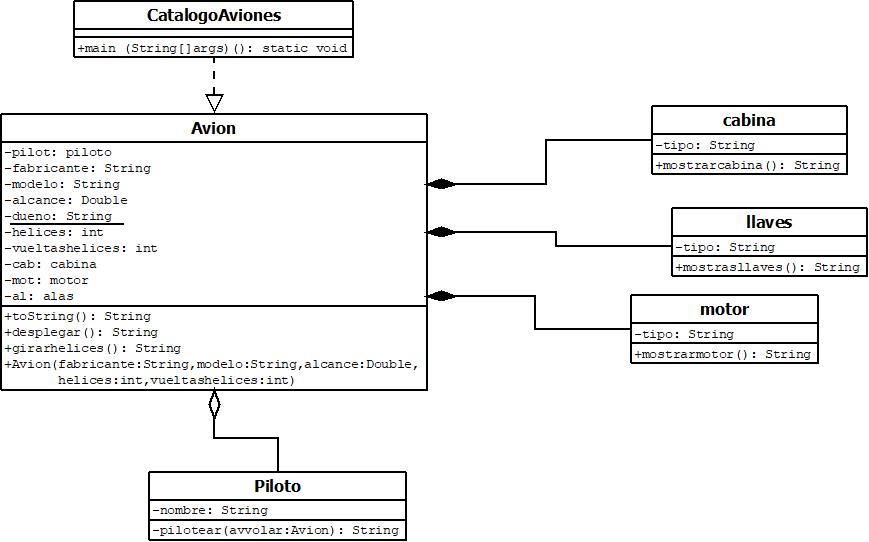 CatalogoAviones
+main (String[]args)(): static void
Avion
-pilot: piloto
-fabricante: String
-modelo: String
-alcance: Double
-dueno: String
-helices: int
-vueltashelices: int
-cab: cabina
-mot: motor
-al: alas
+toString(): String
+desplegar(): String
+girarhelices(): String
+Avion(fabricante:String,modelo:String,alcance:Double,
helices:int,vueltashelices:int)
cabina
-tipo: String
+mostrarcabina(): String
llaves
-tipo: String
+mostrasllaves(): String
motor
-tipo: String
+mostrarmotor(): String
Piloto
-nombre: String
-pilotear(avvolar:Avion): String